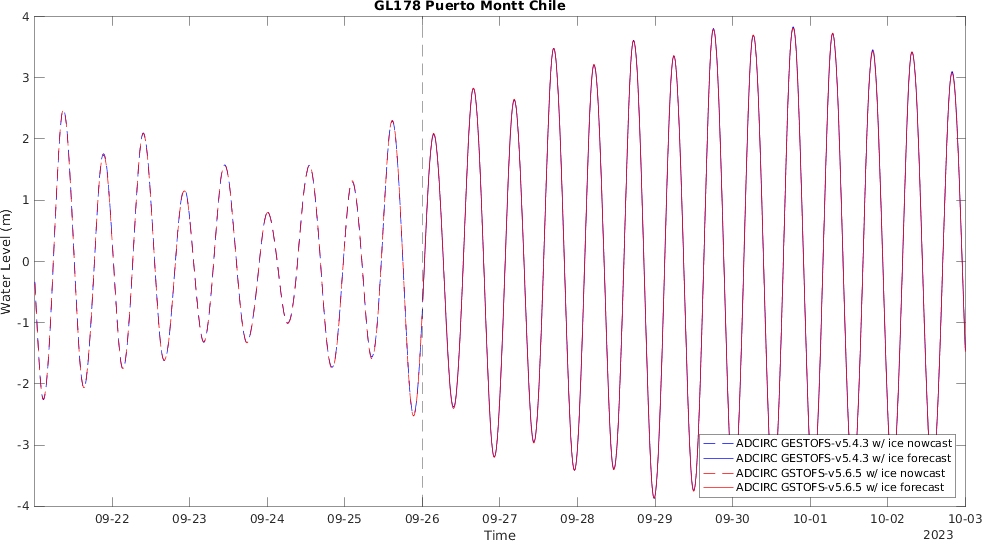 GL178 Puerto Montt Chile
4
3
2
1
0
-1
-2
-3
-4
Water Level (m)
ADCIRC GESTOFS-v5.4.3 w/ ice nowcast
ADCIRC GESTOFS-v5.4.3 w/ ice forecast
ADCIRC GSTOFS-v5.6.5 w/ ice nowcast
ADCIRC GSTOFS-v5.6.5 w/ ice forecast
09-22 09-23 09-24 09-25 09-26 09-27 09-28 09-29 09-30 10-01 10-02 10-03
Time
2023